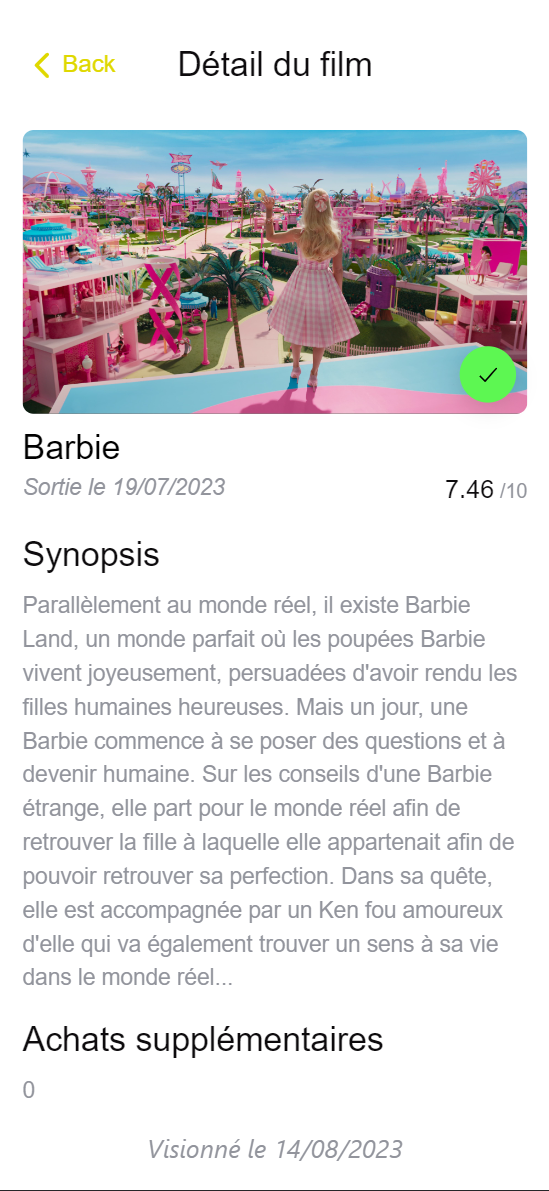 Back
Détail du film
Barbie
Sortie le 19/07/2023
7.46 /10
Synopsis
Parallèlement au monde réel, il existe Barbie
Land, un monde parfait où les poupées Barbie
vivent joyeusement, persuadées d'avoir rendu les
filles humaines heureuses. Mais un jour, une
Barbie commence à se poser des questions et à
devenir humaine. Sur les conseils d'une Barbie
étrange, elle part pour le monde réel afin de
retrouver la fille à laquelle elle appartenait afin de
pouvoir retrouver sa perfection. Dans sa quête,
elle est accompagnée par un Ken fou amoureux
d'elle qui va également trouver un sens à sa vie
dans le monde réel...
Achats supplémentaires
0
Visionné le 14/08/2023